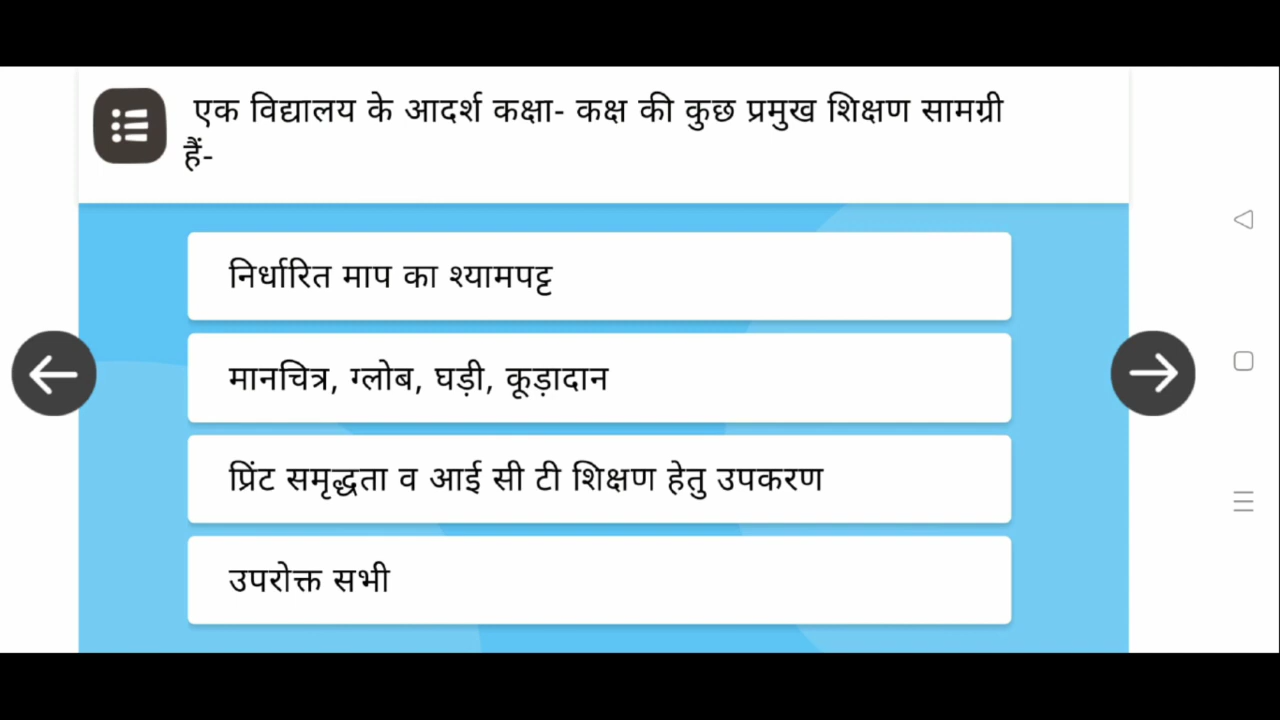 एक विद्यालय के आदर्श कक्षा- कक्ष की कुछ प्रमुख शिक्षण सामग्री
हैं-
निर्धारित माप का श्यामपट्ट
मानचित्र, ग्लोब, घड़ी, कूड़ादान
प्रिंट समृद्धता व आई सी टी शिक्षण हेतु उपकरण
उपरोक्त सभी